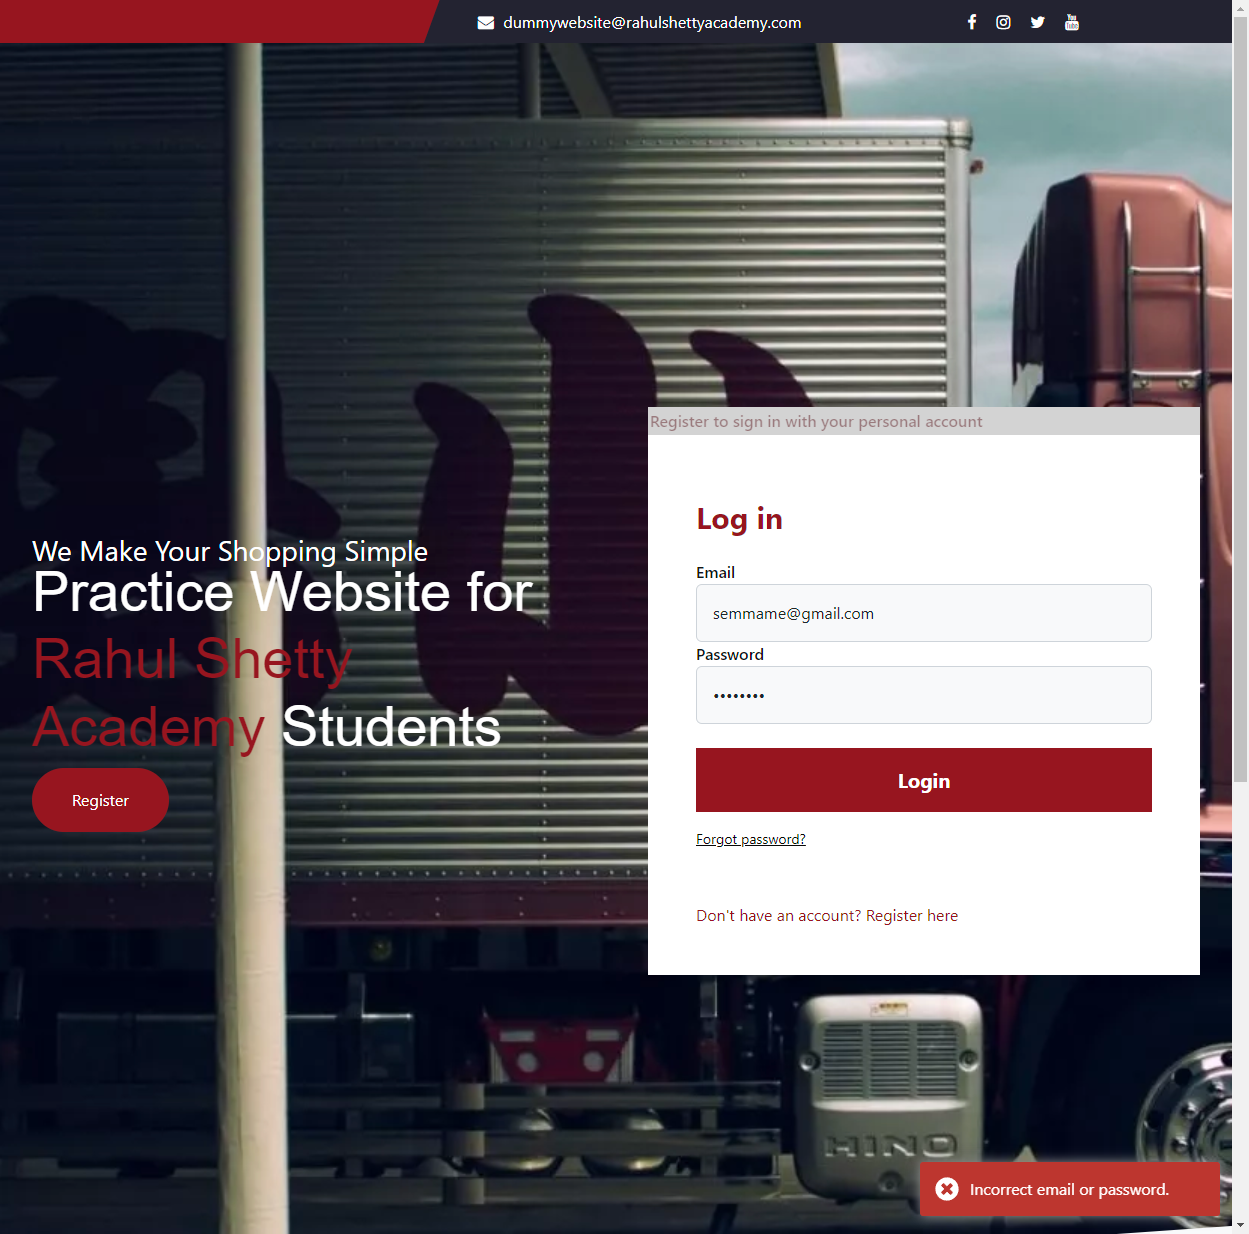 dummywebsite@rahulshettyacademy.com
We Make Your Shopping Simple
Practice Website for
Rahul Shetty
Academy Students
Register
Register to sign in with your personal account
Log in
Email
semmame@gmail.com
Password
••••••••
Login
Forgot password?
Don't have an account? Register here
HINO
Incorrect email or password.